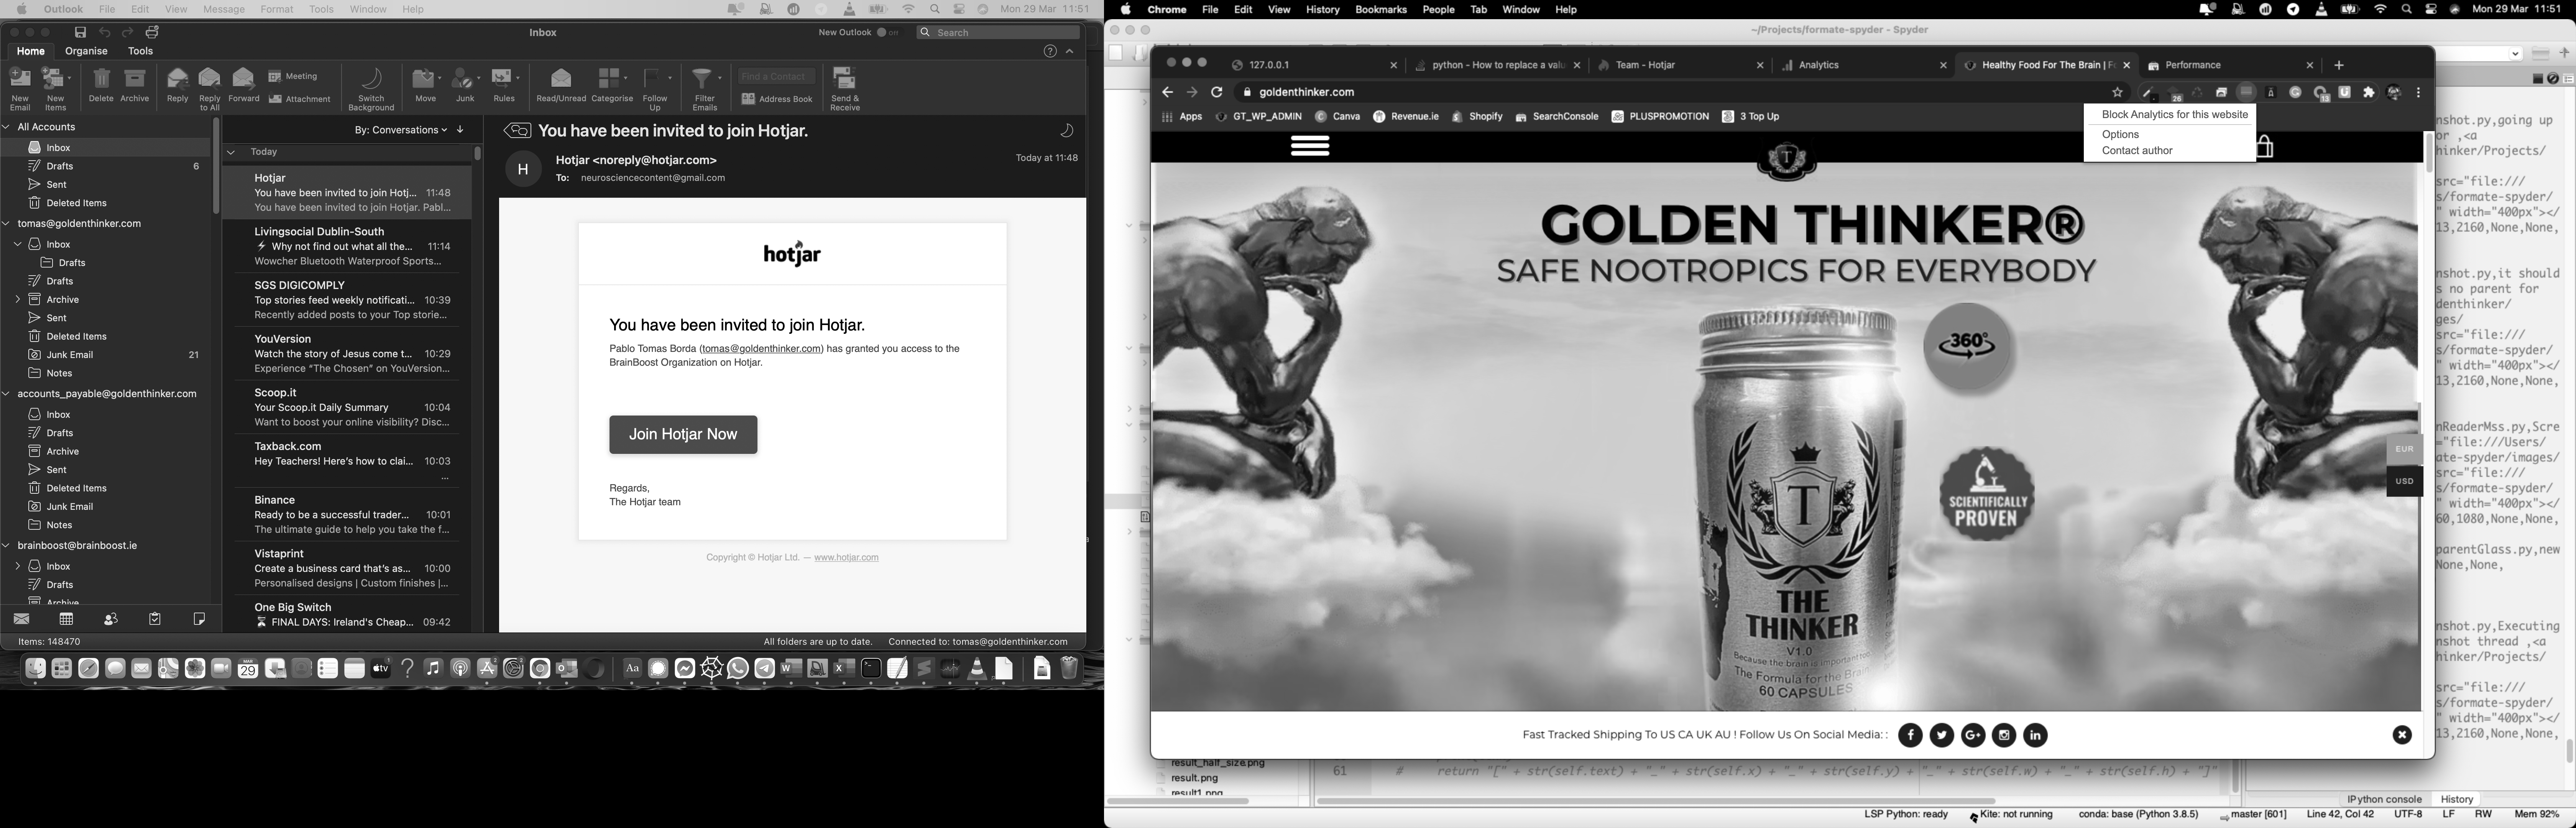 Outlook File Edit View Message Format Tools Window Help Mon 29 Mar 11:51
Inbox New Outlook Off Search
Home Organise Tools
New Email New Items Delete Archive Reply Reply to All Forward Meeting Attachment Switch Background Move Junk Rules Read/Unread Categorise Follow Up Filter Emails Find a Contact Address Book Send & Receive
All Accounts
Inbox
Drafts 6
Sent
Deleted Items
tomas@goldenthinker.com
Inbox
Drafts
Drafts
Archive
Sent
Deleted Items
Junk Email 21
Notes
accounts_payable@goldenthinker.com
Inbox
Drafts
Archive
Sent
Deleted Items
Junk Email
Notes
brainboost@brainboost.ie
Inbox
Drafts
Archive
Items: 148470
By: Conversations
Today
Hotjar
You have been invited to join Hotj... 11:48
You have been invited to join Hotjar. Pabl...
Livingsocial Dublin-South
Why not find out what all the... 11:14
Wowcher Bluetooth Waterproof Sports...
SGS DIGICOMPLY
Top stories feed weekly notificati... 10:39
Recently added posts to your Top storie...
YouVersion
Watch the story of Jesus come t... 10:29
Experience “The Chosen” on YouVersion...
Scoop.it
Your Scoop.it Daily Summary 10:04
Want to boost your online visibility? Disc...
Taxback.com
Hey Teachers! Here’s how to clai... 10:03
...
Binance
Ready to be a successful trader... 10:01
The ultimate guide to help you take the f...
Vistaprint
Create a business card that’s as... 10:00
Personalised designs | Custom finishes |...
One Big Switch
FINAL DAYS: Ireland's Cheap... 09:42
You have been invited to join Hotjar.
H
Hotjar <noreply@hotjar.com>
Today at 11:48
To: neurosciencecontent@gmail.com
hotjar
You have been invited to join Hotjar.
Pablo Tomas Borda (tomas@goldenthinker.com) has granted you access to the
BrainBoost Organization on Hotjar.
Join Hotjar Now
Regards,
The Hotjar team
Copyright © Hotjar Ltd. — www.hotjar.com
All folders are up to date. Connected to: tomas@goldenthinker.com
Chrome File Edit View History Bookmarks People Tab Window Help Mon 29 Mar 11:51
~/Projects/formate-spyder - Spyder
127.0.0.1 python - How to replace a valu Team - Hotjar Analytics Healthy Food For The Brain | Performance
goldenthinker.com
Apps GT_WP_ADMIN Canva Revenue.ie Shopify SearchConsole PLUSPROMOTION 3 Top Up
Block Analytics for this website
Options
Contact author
GOLDEN THINKER®
SAFE NOOTROPICS FOR EVERYBODY
360°
SCIENTIFICALLY
PROVEN
T
THE
THINKER
V1.0
Because the brain is important too
The Formula for the Brain
60 CAPSULES
EUR
USD
Fast Tracked Shipping To US CA UK AU ! Follow Us On Social Media: :
nshot.py,going up
or ,<a
hinker/Projects/
src="file:///
s/formate-spyder/
" width="400px"></
13,2160,None,None,
nshot.py,it should
s no parent for
denthinker/
ges/
src="file:///
s/formate-spyder/
" width="400px"></
13,2160,None,None,
nReaderMss.py,Scre
="file:///Users/
ate-spyder/images/
src="file:///
s/formate-spyder/
" width="400px"></
60,1080,None,None,
parentGlass.py,new
None,None,
nshot.py,Executing
nshot thread ,<a
hinker/Projects/
src="file:///
s/formate-spyder/
" width="400px"></
13,2160,None,None,
result_half_size.png
result.png
result1.png
61 # return "[" + str(self.text) + "_" + str(self.x) + "_" + str(self.y) + "_" + str(self.w) + "_" + str(self.h) + "]"
IPython console History
LSP Python: ready Kite: not running conda: base (Python 3.8.5) master [601] Line 42, Col 42 UTF-8 LF RW Mem 92%